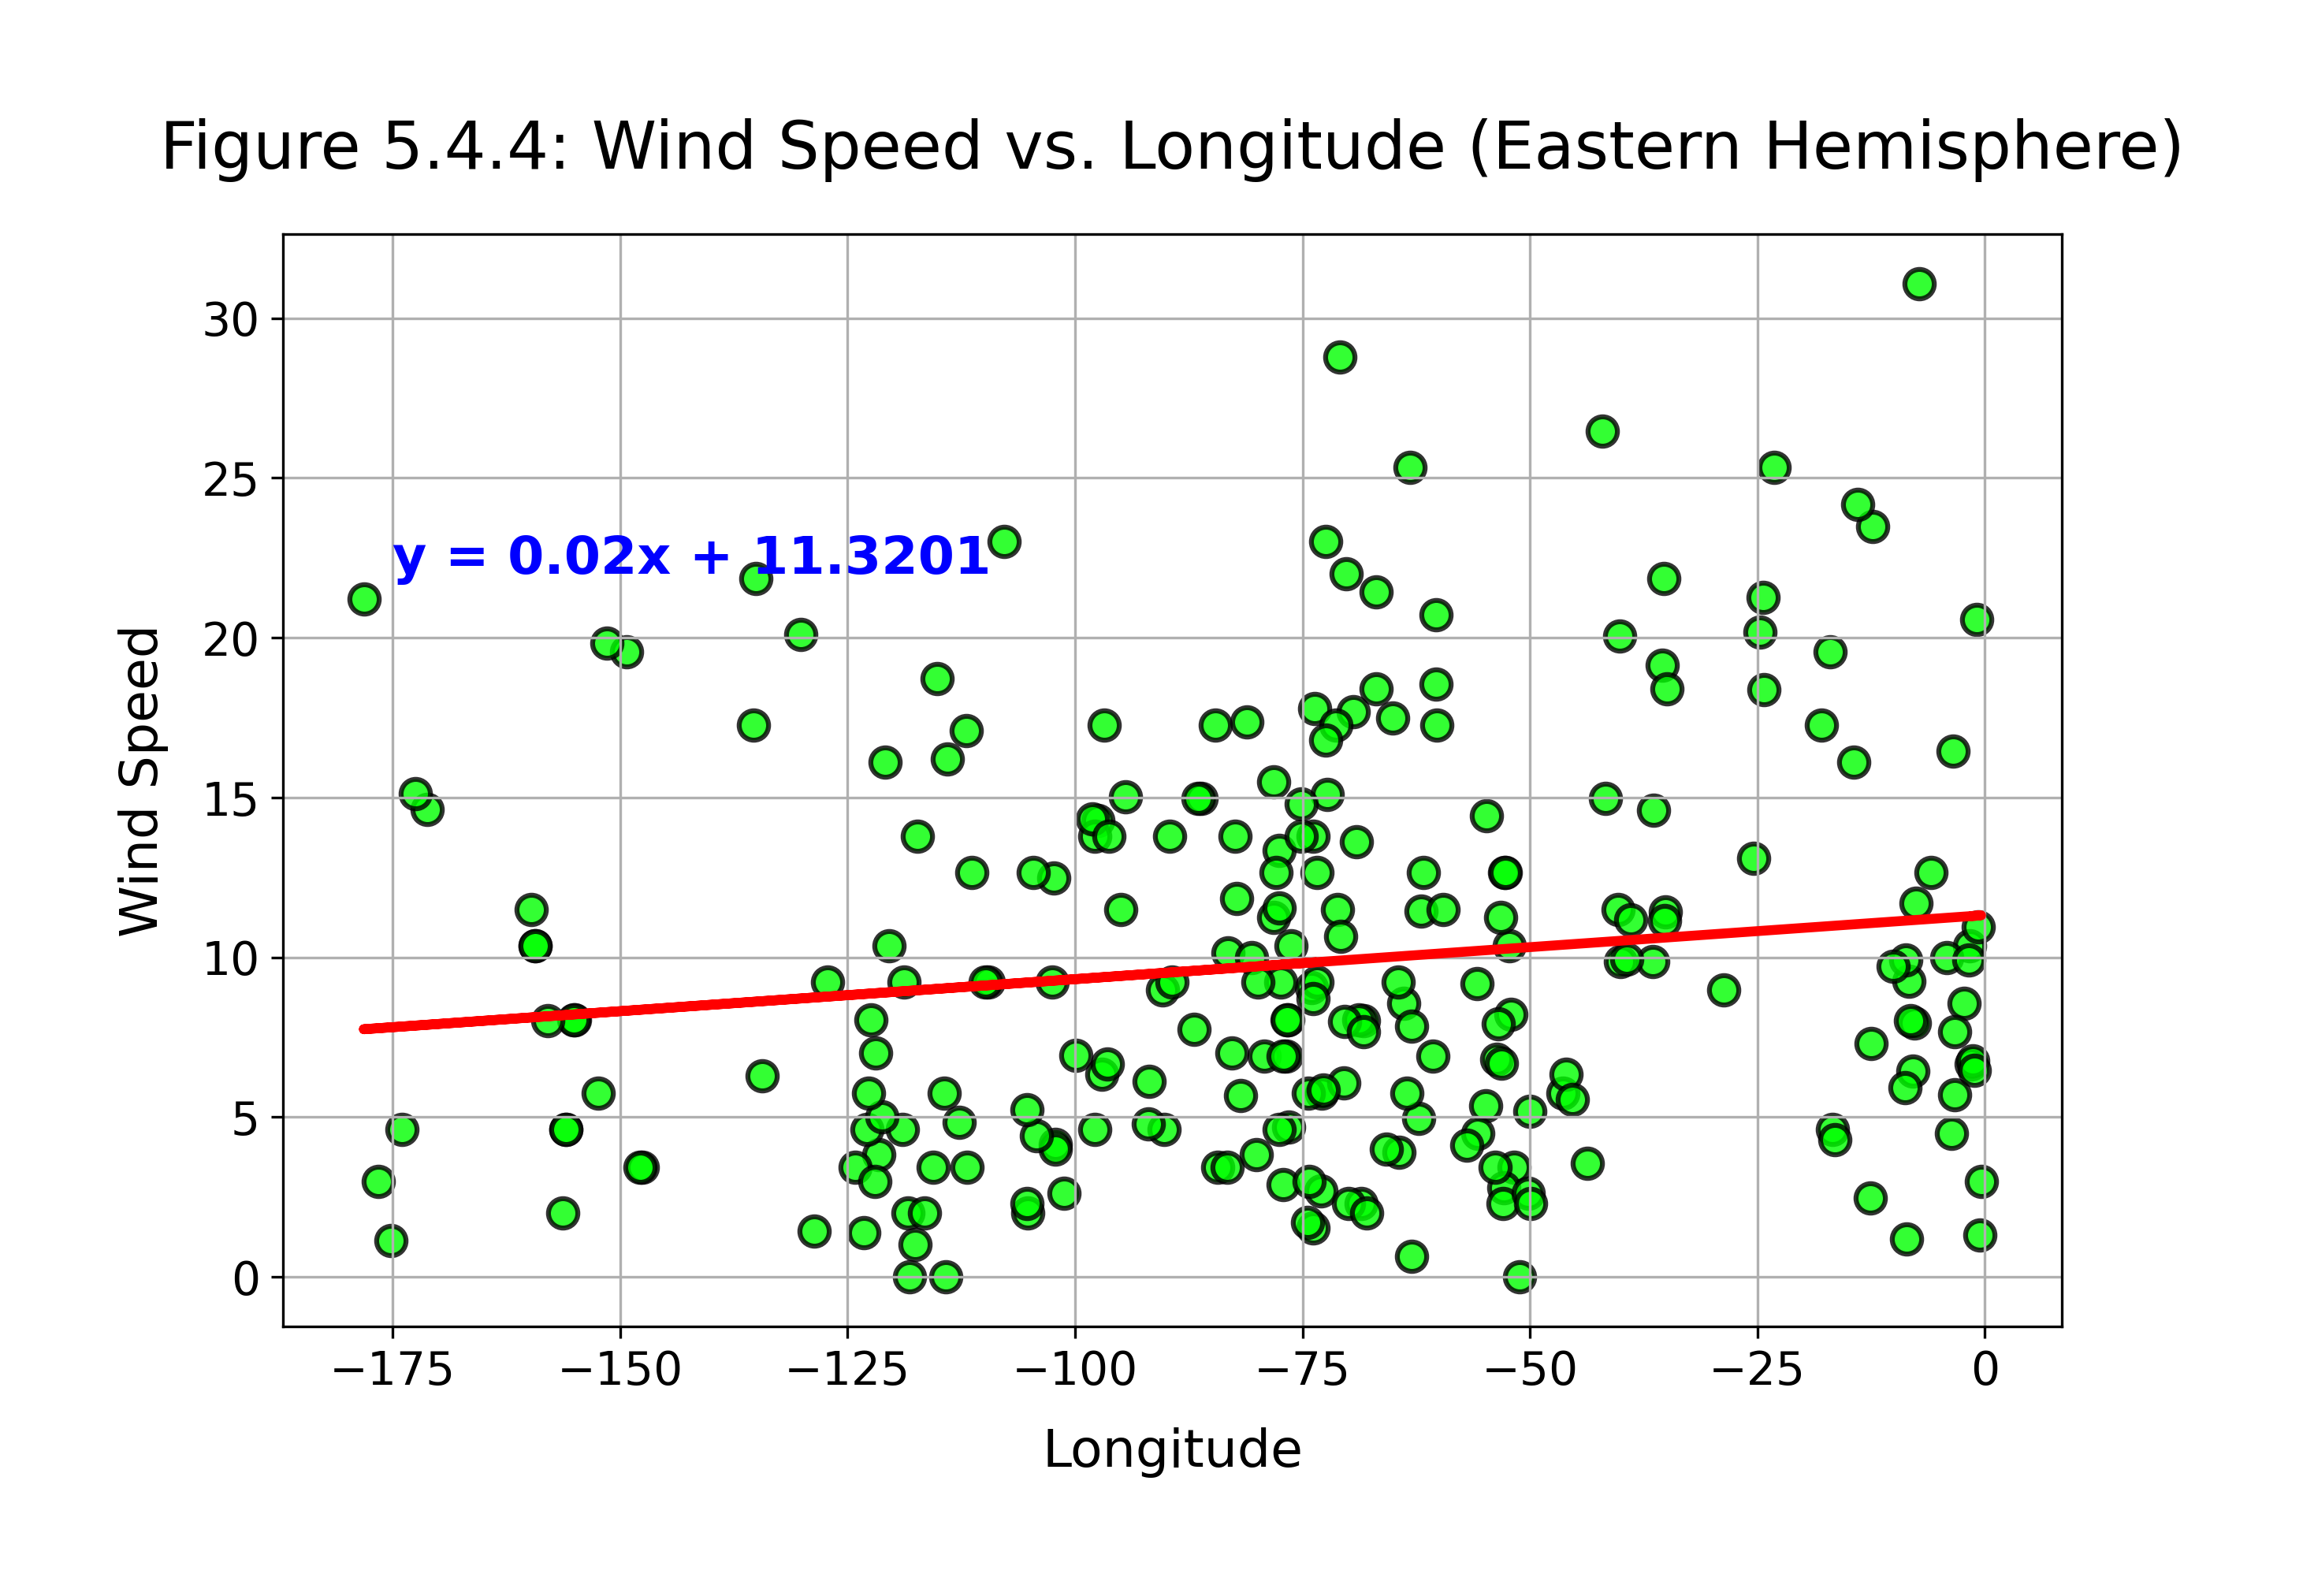 Figure 5.4.4: Wind Speed vs. Longitude (Eastern Hemisphere)
30
25
y = 0.02x + 11.3201
20
Wind Speed
15
10
5
0
−175 −150 −125 −100 −75 −50 −25 0
Longitude